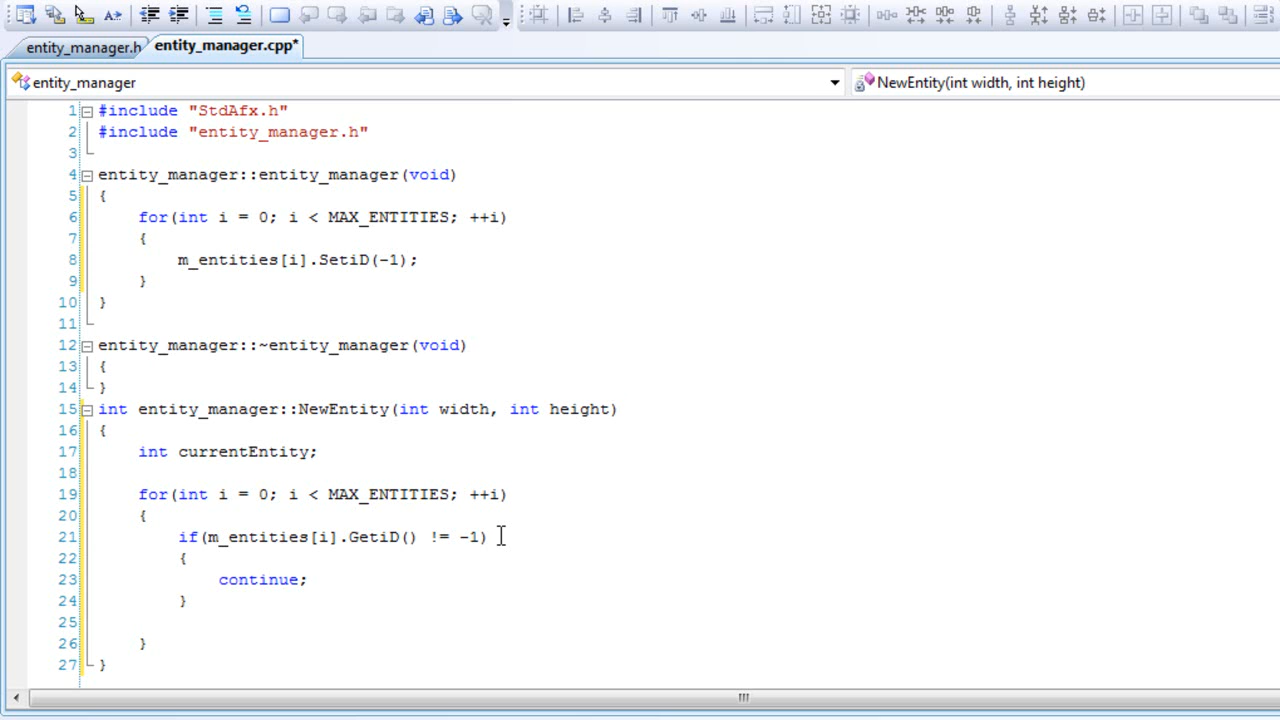 entity_manager.h entity_manager.cpp*
entity_manager NewEntity(int width, int height)
1 #include "StdAfx.h"
2 #include "entity_manager.h"
3
4 entity_manager::entity_manager(void)
5 {
6 for(int i = 0; i < MAX_ENTITIES; ++i)
7 {
8 m_entities[i].SetiD(-1);
9 }
10 }
11
12 entity_manager::~entity_manager(void)
13 {
14 }
15 int entity_manager::NewEntity(int width, int height)
16 {
17 int currentEntity;
18
19 for(int i = 0; i < MAX_ENTITIES; ++i)
20 {
21 if(m_entities[i].GetiD() != -1)
22 {
23 continue;
24 }
25
26 }
27 }